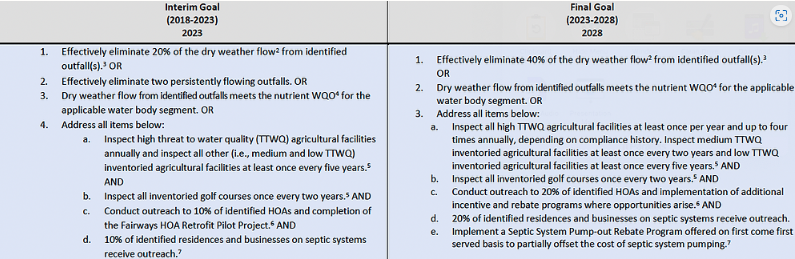 Interim Goal
(2018-2023)
2023
1. Effectively eliminate 20% of the dry weather flow² from identified
outfall(s).³ OR
2. Effectively eliminate two persistently flowing outfalls. OR
3. Dry weather flow from identified outfalls meets the nutrient WQO⁴ for the
applicable water body segment. OR
4. Address all items below:
a. Inspect high threat to water quality (TTWQ) agricultural facilities
annually and inspect all other (i.e., medium and low TTWQ)
inventoried agricultural facilities at least once every five years.⁵
AND
b. Inspect all inventoried golf courses once every two years.⁵ AND
c. Conduct outreach to 10% of identified HOAs and completion of
the Fairways HOA Retrofit Pilot Project.⁶ AND
d. 10% of identified residences and businesses on septic systems
receive outreach.⁷
Final Goal
(2023-2028)
2028
1. Effectively eliminate 40% of the dry weather flow² from identified outfall(s).³
OR
2. Dry weather flow from identified outfalls meets the nutrient WQO⁴ for the applicable
water body segment. OR
3. Address all items below:
a. Inspect all high TTWQ agricultural facilities at least once per year and up to four
times annually, depending on compliance history. Inspect medium TTWQ
inventoried agricultural facilities at least once every two years and low TTWQ
inventoried agricultural facilities at least once every five years.⁵ AND
b. Inspect all inventoried golf courses once every two years.⁵ AND
c. Conduct outreach to 20% of identified HOAs and implementation of additional
incentive and rebate programs where opportunities arise.⁶ AND
d. 20% of identified residences and businesses on septic systems receive outreach.
e. Implement a Septic System Pump-out Rebate Program offered on first come first
served basis to partially offset the cost of septic system pumping.⁷